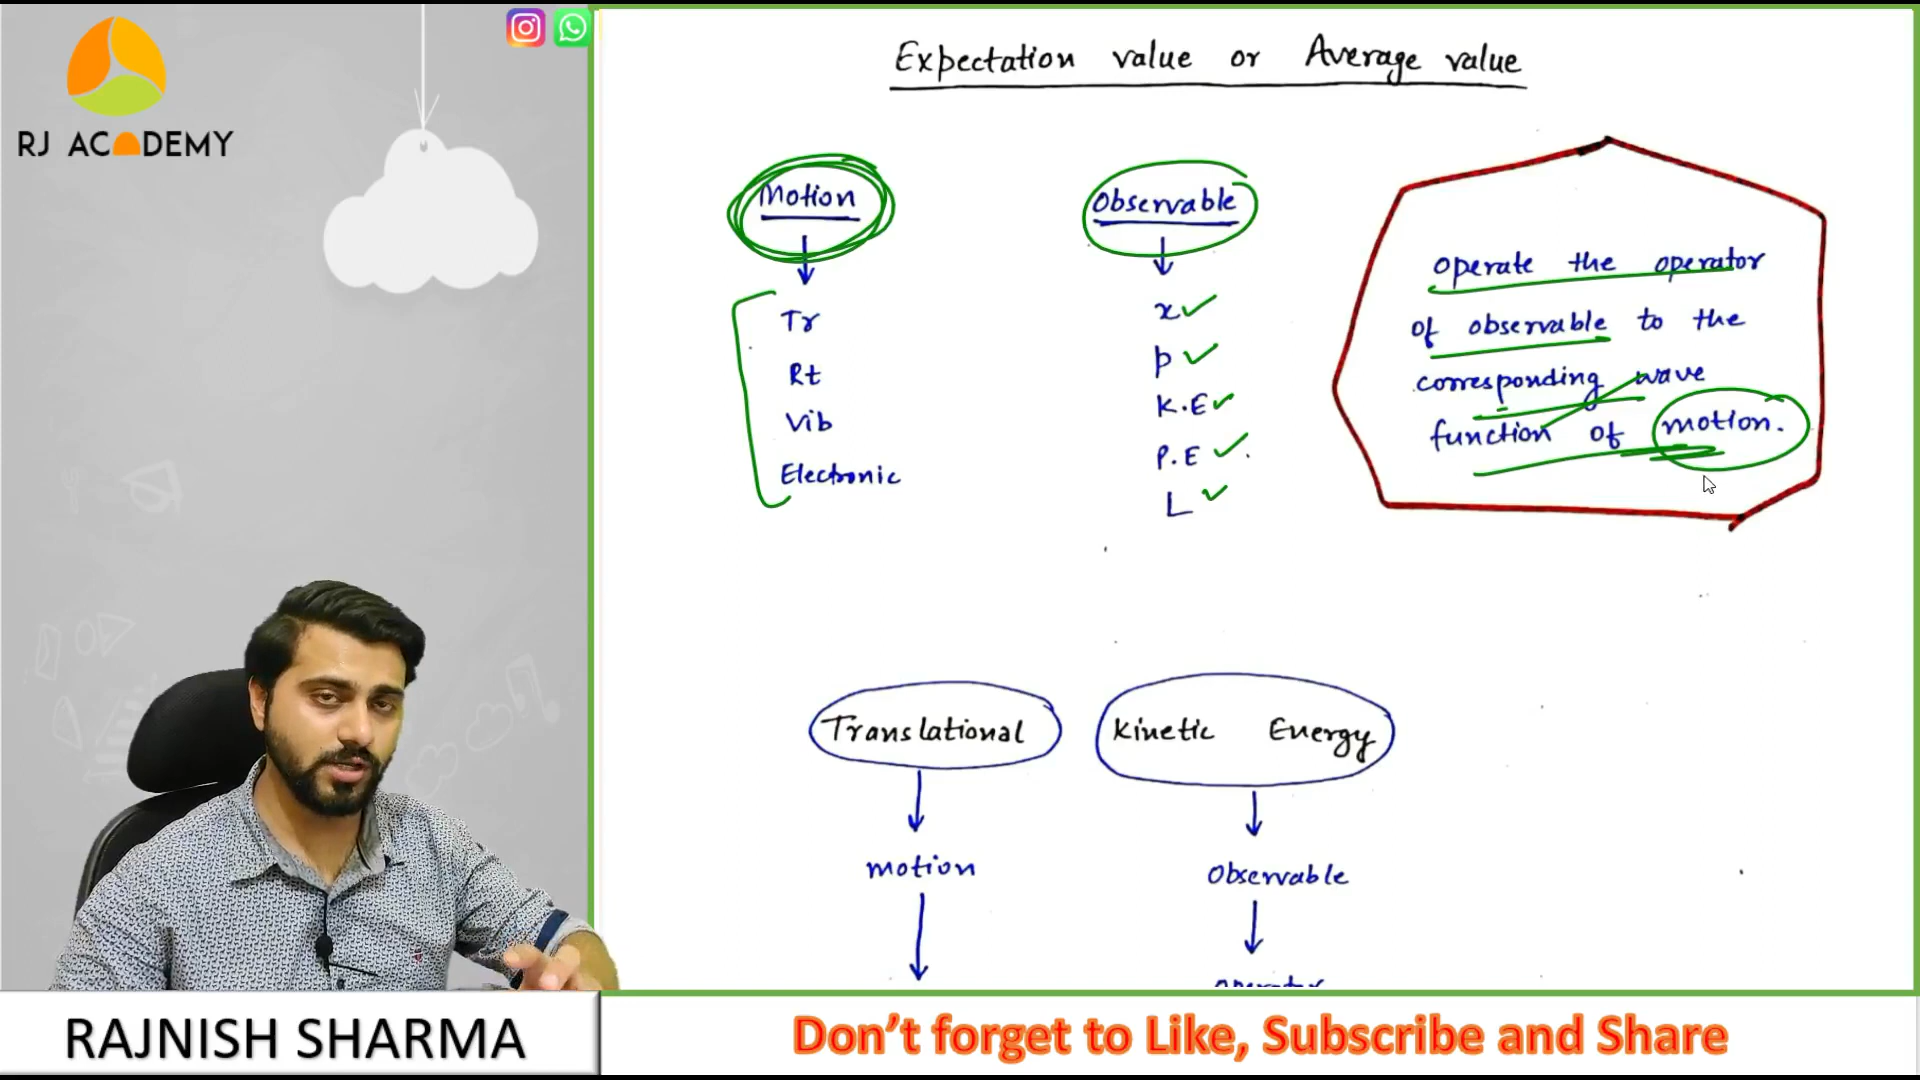 RJ ACADEMY
Expectation value or Average value
Motion
Tr
Rt
Vib
Electronic
Observable
x
p
K.E
P.E
L
operate the operator
of observable to the
corresponding wave
function of motion.
Translational
motion
Kinetic Energy
Observable
operator
RAJNISH SHARMA
Don't forget to Like, Subscribe and Share